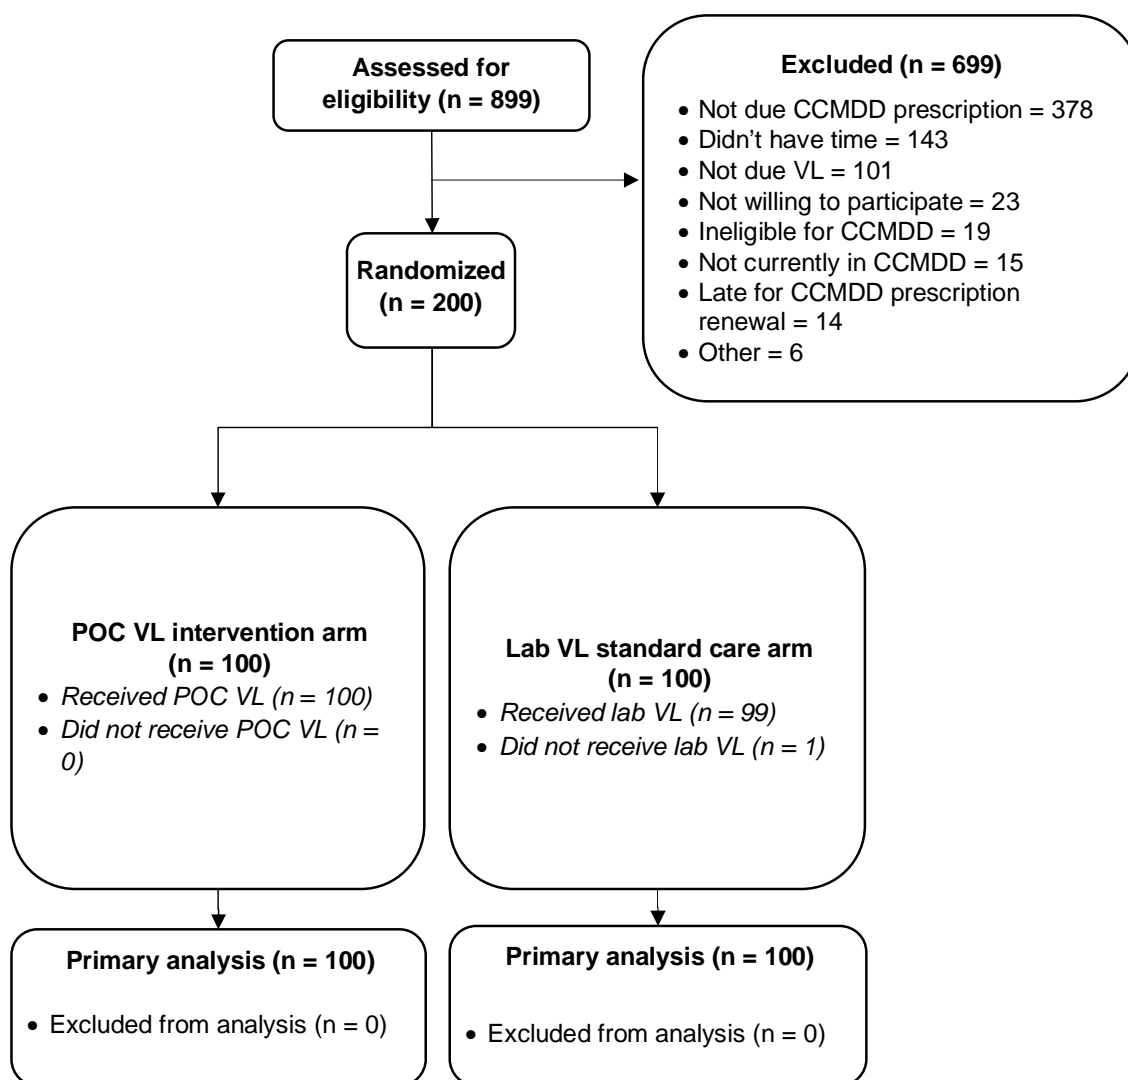 Assessed for
eligibility (n = 899)
Excluded (n = 699)
• Not due CCMDD prescription = 378
• Didn’t have time = 143
• Not due VL = 101
• Not willing to participate = 23
• Ineligible for CCMDD = 19
• Not currently in CCMDD = 15
• Late for CCMDD prescription
renewal = 14
• Other = 6
Randomized
(n = 200)
POC VL intervention arm
(n = 100)
• Received POC VL (n = 100)
• Did not receive POC VL (n =
0)
Lab VL standard care arm
(n = 100)
• Received lab VL (n = 99)
• Did not receive lab VL (n = 1)
Primary analysis (n = 100)
• Excluded from analysis (n = 0)
Primary analysis (n = 100)
• Excluded from analysis (n = 0)